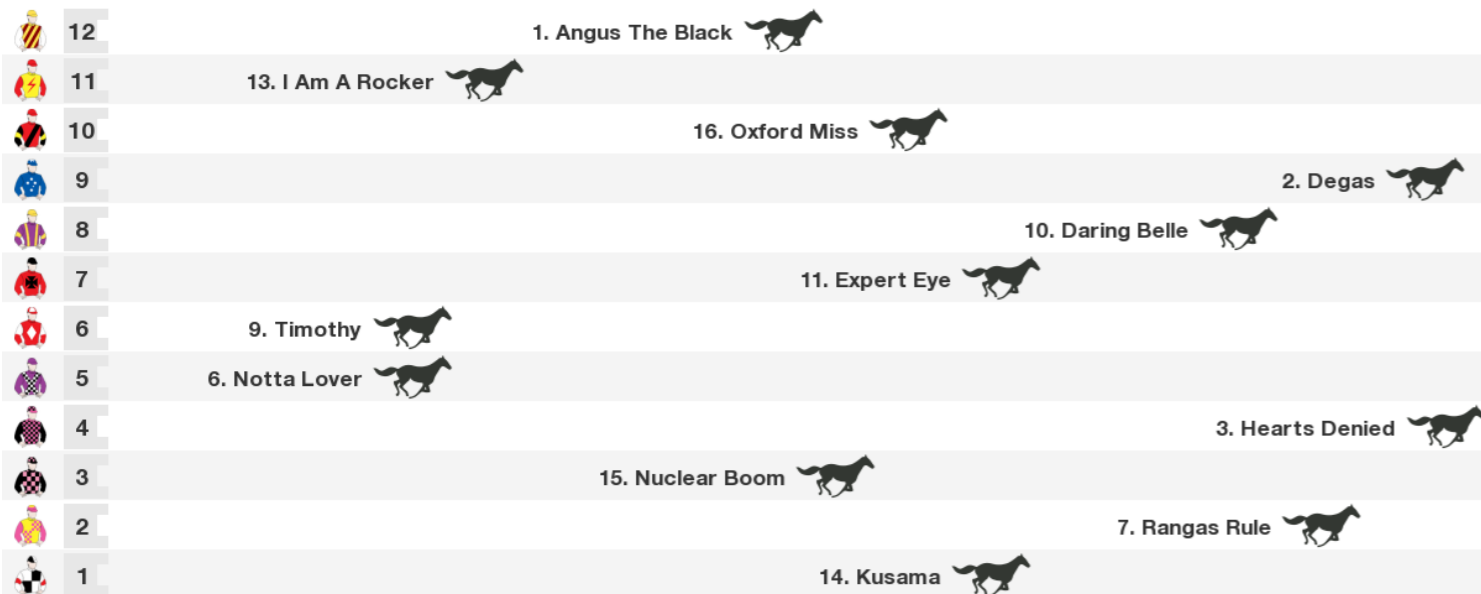 12 1. Angus The Black
11 13. I Am A Rocker
10 16. Oxford Miss
9 2. Degas
8 10. Daring Belle
7 11. Expert Eye
6 9. Timothy
5 6. Notta Lover
4 3. Hearts Denied
3 15. Nuclear Boom
2 7. Rangas Rule
1 14. Kusama